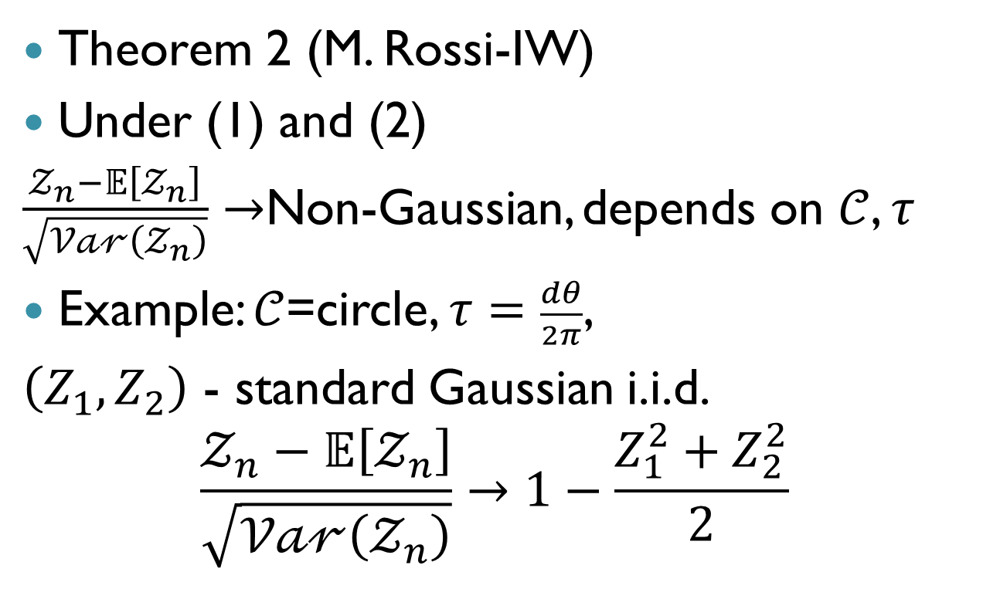 • Theorem 2 (M. Rossi-IW)
• Under (1) and (2)
$\frac{\mathcal{Z}_n - \mathbb{E}[\mathcal{Z}_n]}{\sqrt{\mathcal{V}ar(\mathcal{Z}_n)}}$ →Non-Gaussian, depends on $\mathcal{C}, \tau$
• Example: $\mathcal{C}$=circle, $\tau = \frac{d\theta}{2\pi}$,
$(Z_1, Z_2)$ - standard Gaussian i.i.d.
$\frac{\mathcal{Z}_n - \mathbb{E}[\mathcal{Z}_n]}{\sqrt{\mathcal{V}ar(\mathcal{Z}_n)}} \to 1 - \frac{Z_1^2 + Z_2^2}{2}$